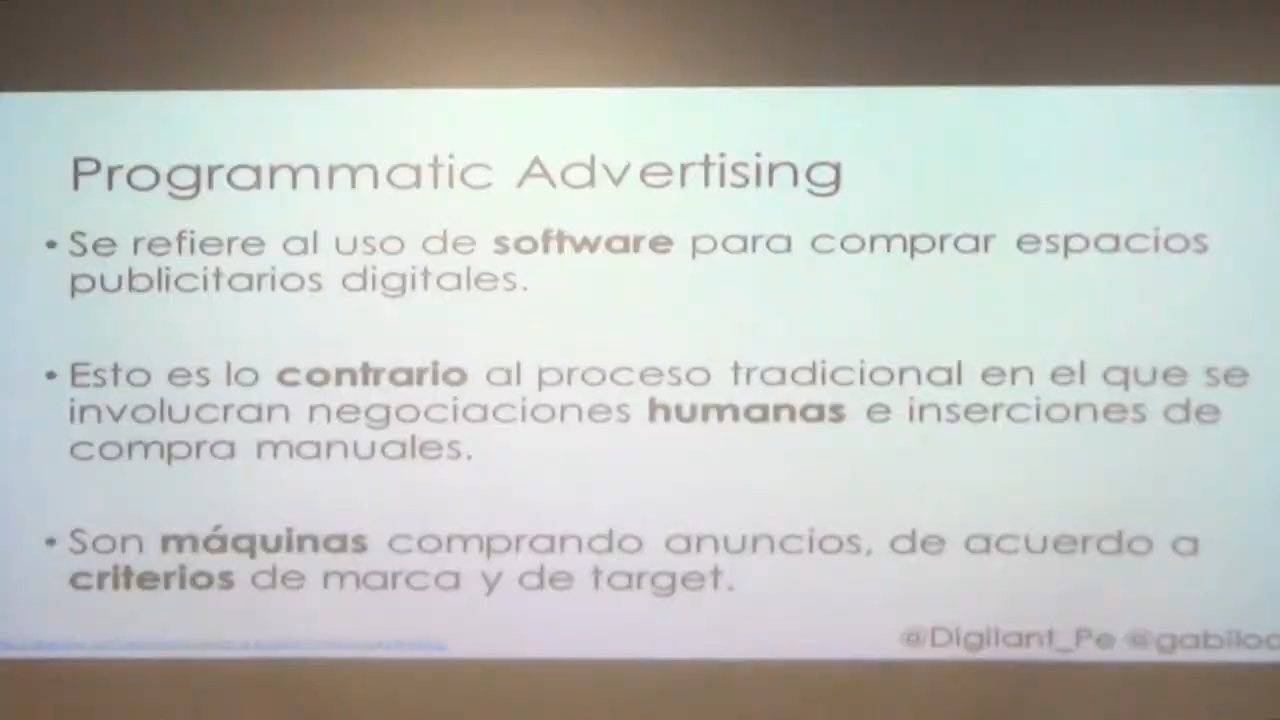 Programmatic Advertising
• Se refiere al uso de software para comprar espacios
publicitarios digitales.
• Esto es lo contrario al proceso tradicional en el que se
involucran negociaciones humanas e inserciones de
compra manuales.
• Son máquinas comprando anuncios, de acuerdo a
criterios de marca y de target.
@Digilant_Pe